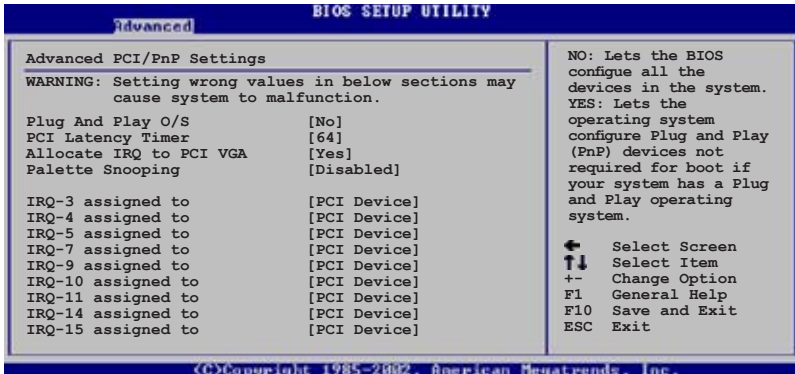 BIOS SETUP UTILITY
Advanced
Advanced PCI/PnP Settings
WARNING: Setting wrong values in below sections may
cause system to malfunction.
Plug And Play O/S [No]
PCI Latency Timer [64]
Allocate IRQ to PCI VGA [Yes]
Palette Snooping [Disabled]
IRQ-3 assigned to [PCI Device]
IRQ-4 assigned to [PCI Device]
IRQ-5 assigned to [PCI Device]
IRQ-7 assigned to [PCI Device]
IRQ-9 assigned to [PCI Device]
IRQ-10 assigned to [PCI Device]
IRQ-11 assigned to [PCI Device]
IRQ-14 assigned to [PCI Device]
IRQ-15 assigned to [PCI Device]
NO: Lets the BIOS
configue all the
devices in the system.
YES: Lets the
operating system
configure Plug and Play
(PnP) devices not
required for boot if
your system has a Plug
and Play operating
system.
← Select Screen
↑↓ Select Item
+- Change Option
F1 General Help
F10 Save and Exit
ESC Exit
(C)Copyright 1985-2002, American Megatrends, Inc.